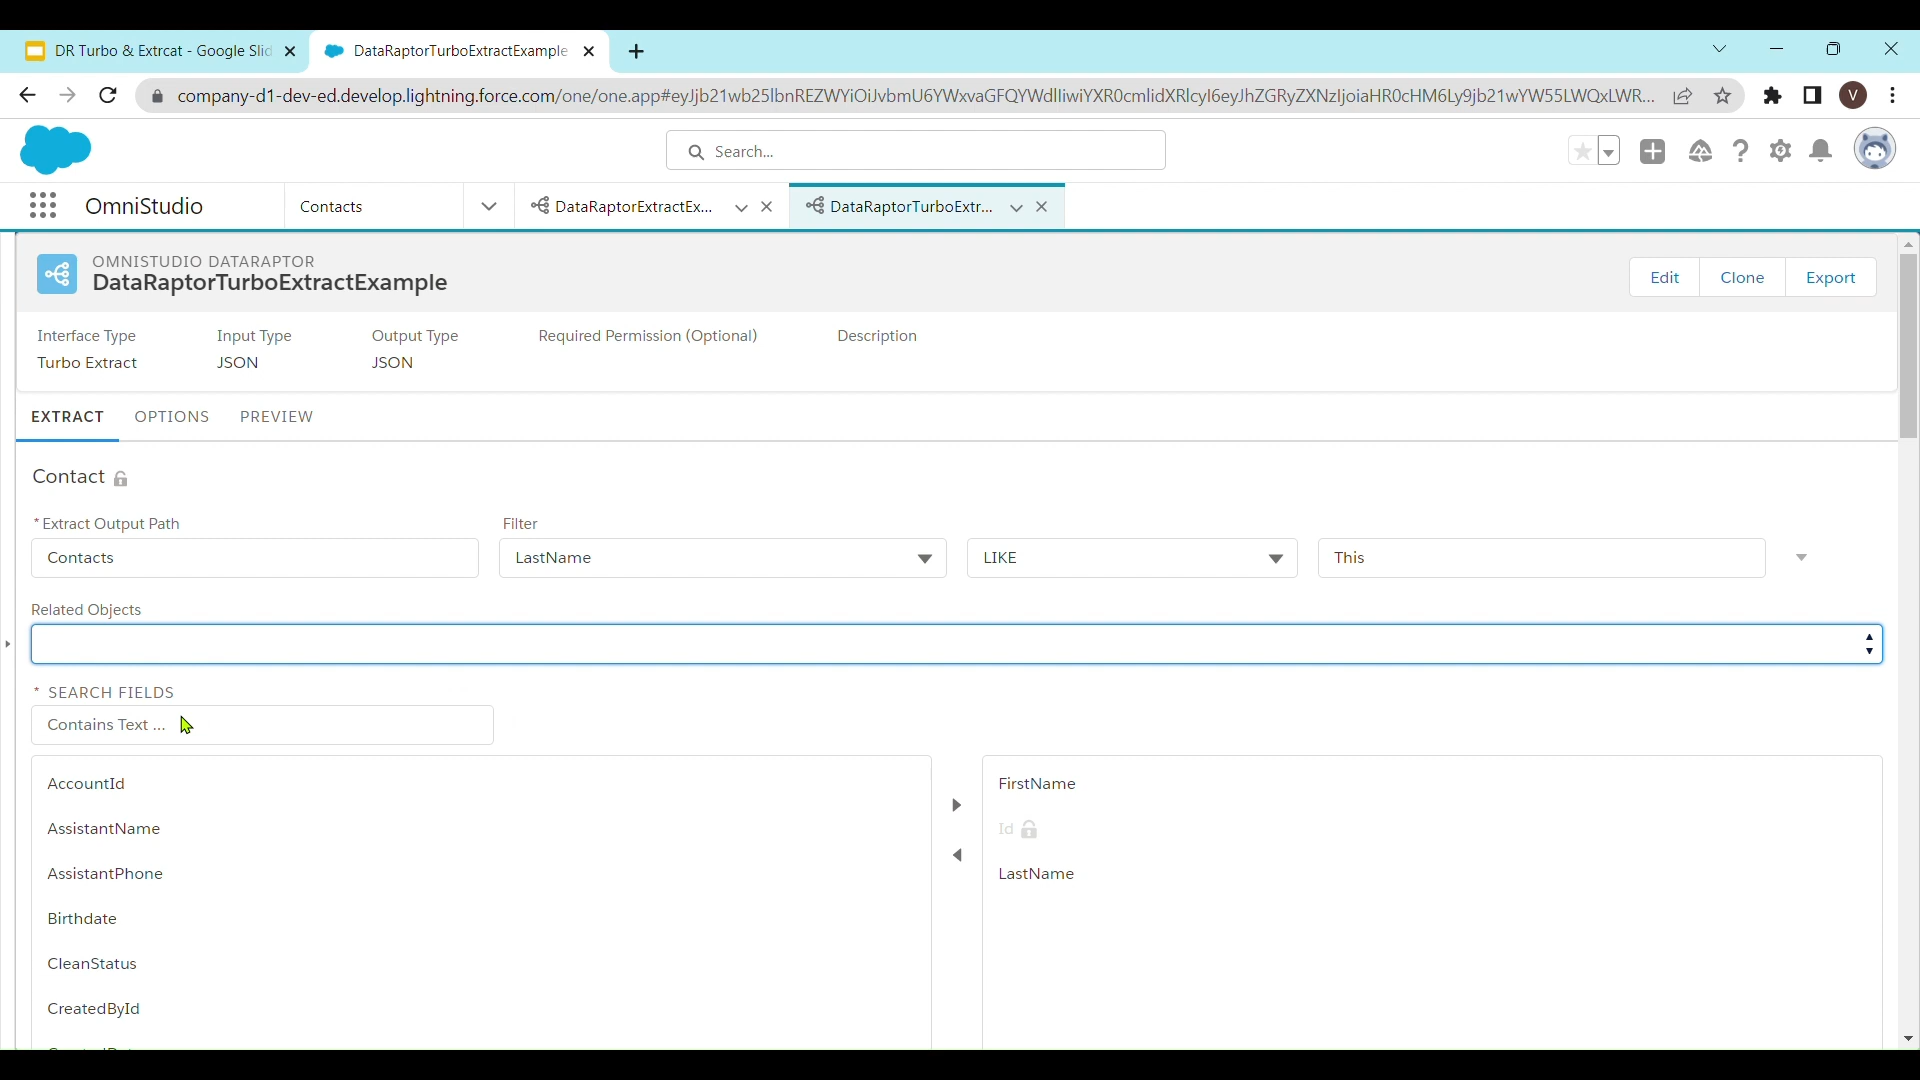 DR Turbo & Extrcat - Google Slid
DataRaptorTurboExtractExample
company-d1-dev-ed.develop.lightning.force.com/one/one.app#eyJjb21wb25lbnREZWYiOiJvbmU6YWxvaGFQYWdlIiwiYXR0cmlidXRlcyI6eyJhZGRyZXNzIjoiaHR0cHM6Ly9jb21wYW55LWQxLWR...
V
Search...
OmniStudio
Contacts
DataRaptorExtractEx...
DataRaptorTurboExtr...
OMNISTUDIO DATARAPTOR
DataRaptorTurboExtractExample
Edit
Clone
Export
Interface Type
Input Type
Output Type
Required Permission (Optional)
Description
Turbo Extract
JSON
JSON
EXTRACT
OPTIONS
PREVIEW
Contact
* Extract Output Path
Filter
Contacts
LastName
LIKE
This
Related Objects
* SEARCH FIELDS
Contains Text ...
AccountId
FirstName
AssistantName
Id
AssistantPhone
LastName
Birthdate
CleanStatus
CreatedById